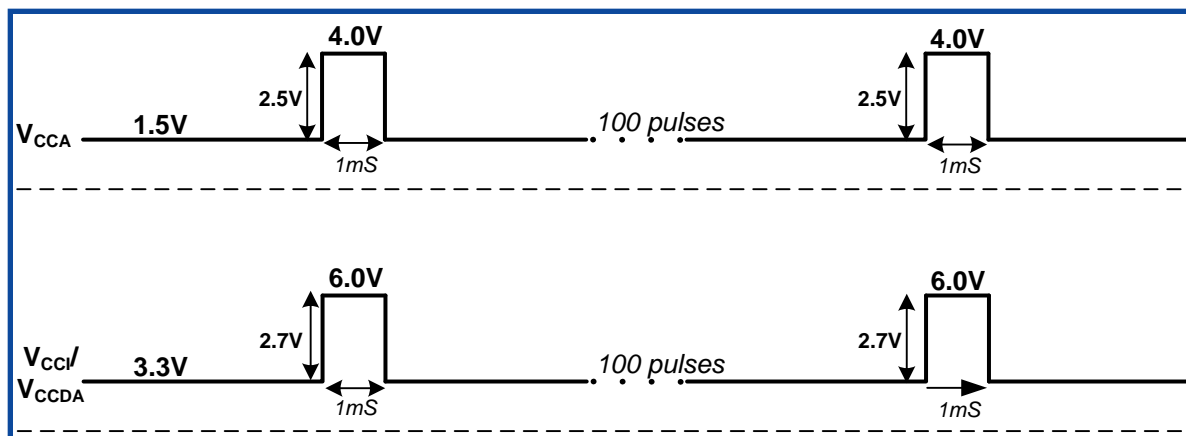 4.0V
4.0V
2.5V
2.5V
VCCA
1.5V
100 pulses
1mS
1mS
6.0V
6.0V
2.7V
2.7V
VCCI/
VCCDA
3.3V
100 pulses
1mS
1mS